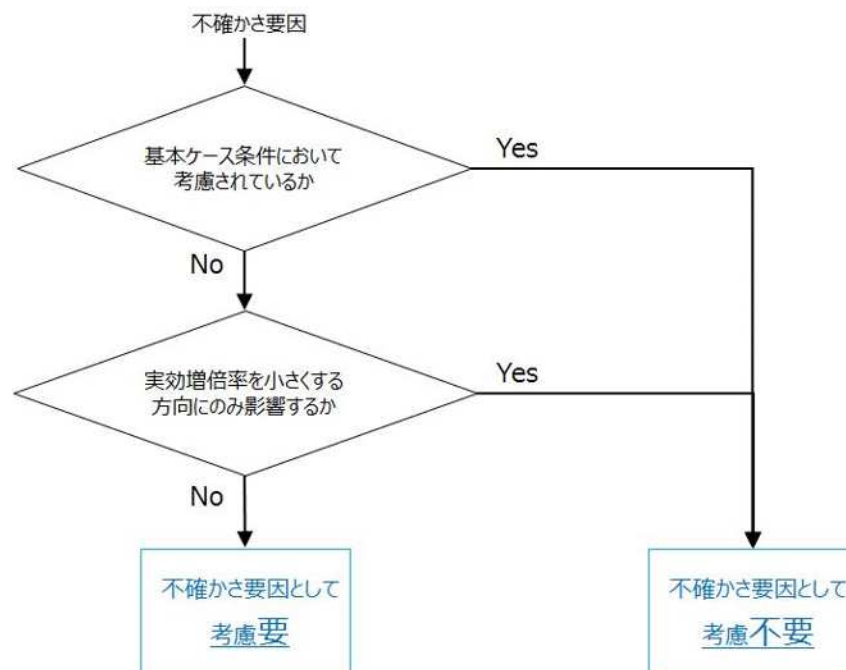 不確かさ要因
基本ケース条件において
考慮されているか
Yes
No
実効増倍率を小さくする
方向にのみ影響するか
Yes
No
不確かさ要因として
考慮要
不確かさ要因として
考慮不要